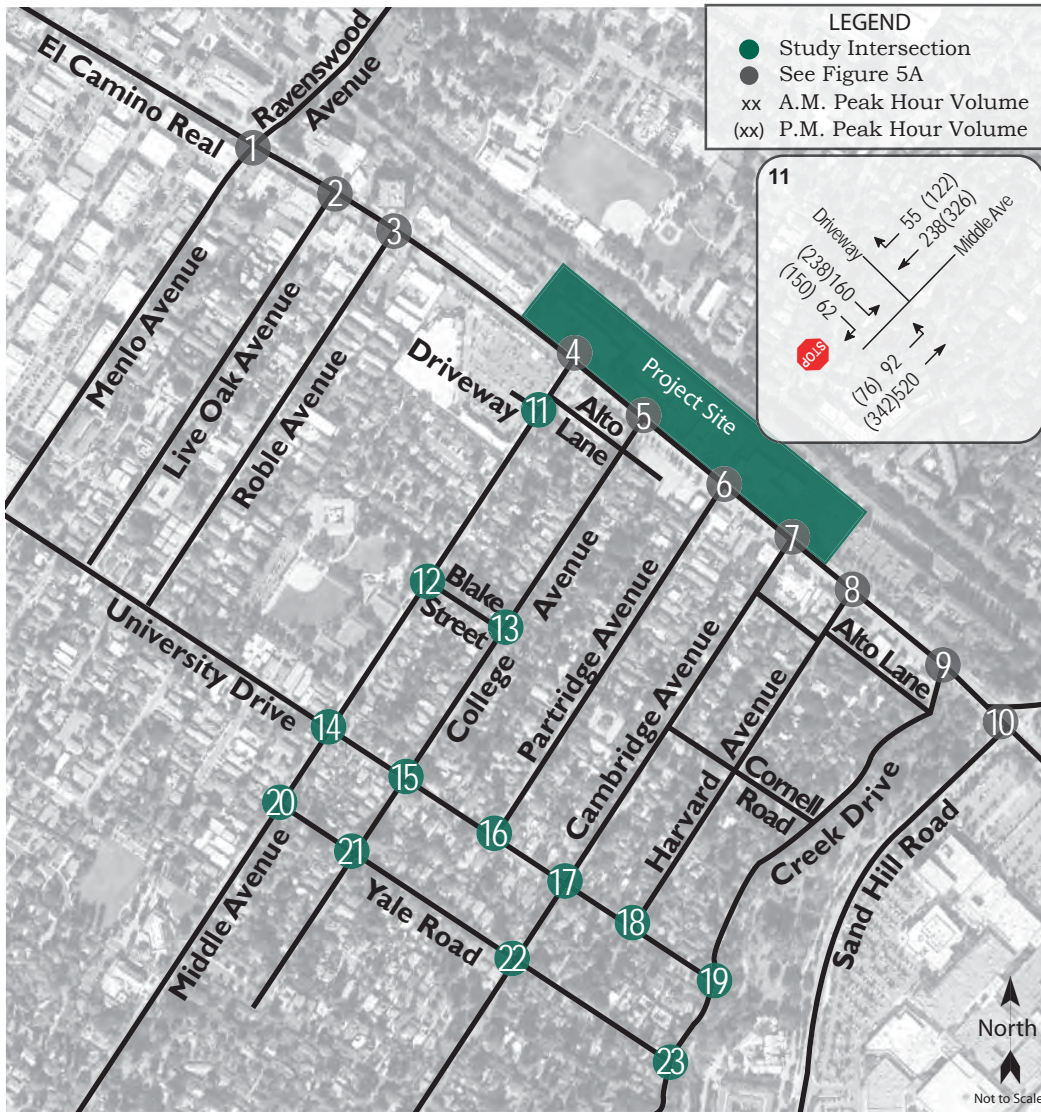 LEGEND
Study Intersection
See Figure 5A
xx A.M. Peak Hour Volume
(xx) P.M. Peak Hour Volume
El Camino Real
Ravenswood
Avenue
1
2
3
11
Driveway
55 (122)
238(326)
Middle Ave
(238)160
(150) 62
STOP
(76) 92
(342)520
Menlo Avenue
Live Oak Avenue
Roble Avenue
Driveway
4
Project Site
11
Alto
Lane
5
6
7
8
9
10
12
Blake
Street
13
College Avenue
Partridge Avenue
Cambridge Avenue
Harvard Avenue
Alto Lane
Cornell
Road
Creek Drive
Sand Hill Road
University Drive
14
15
16
17
18
19
20
21
Middle Avenue
Yale Road
22
23
North
Not to Scale